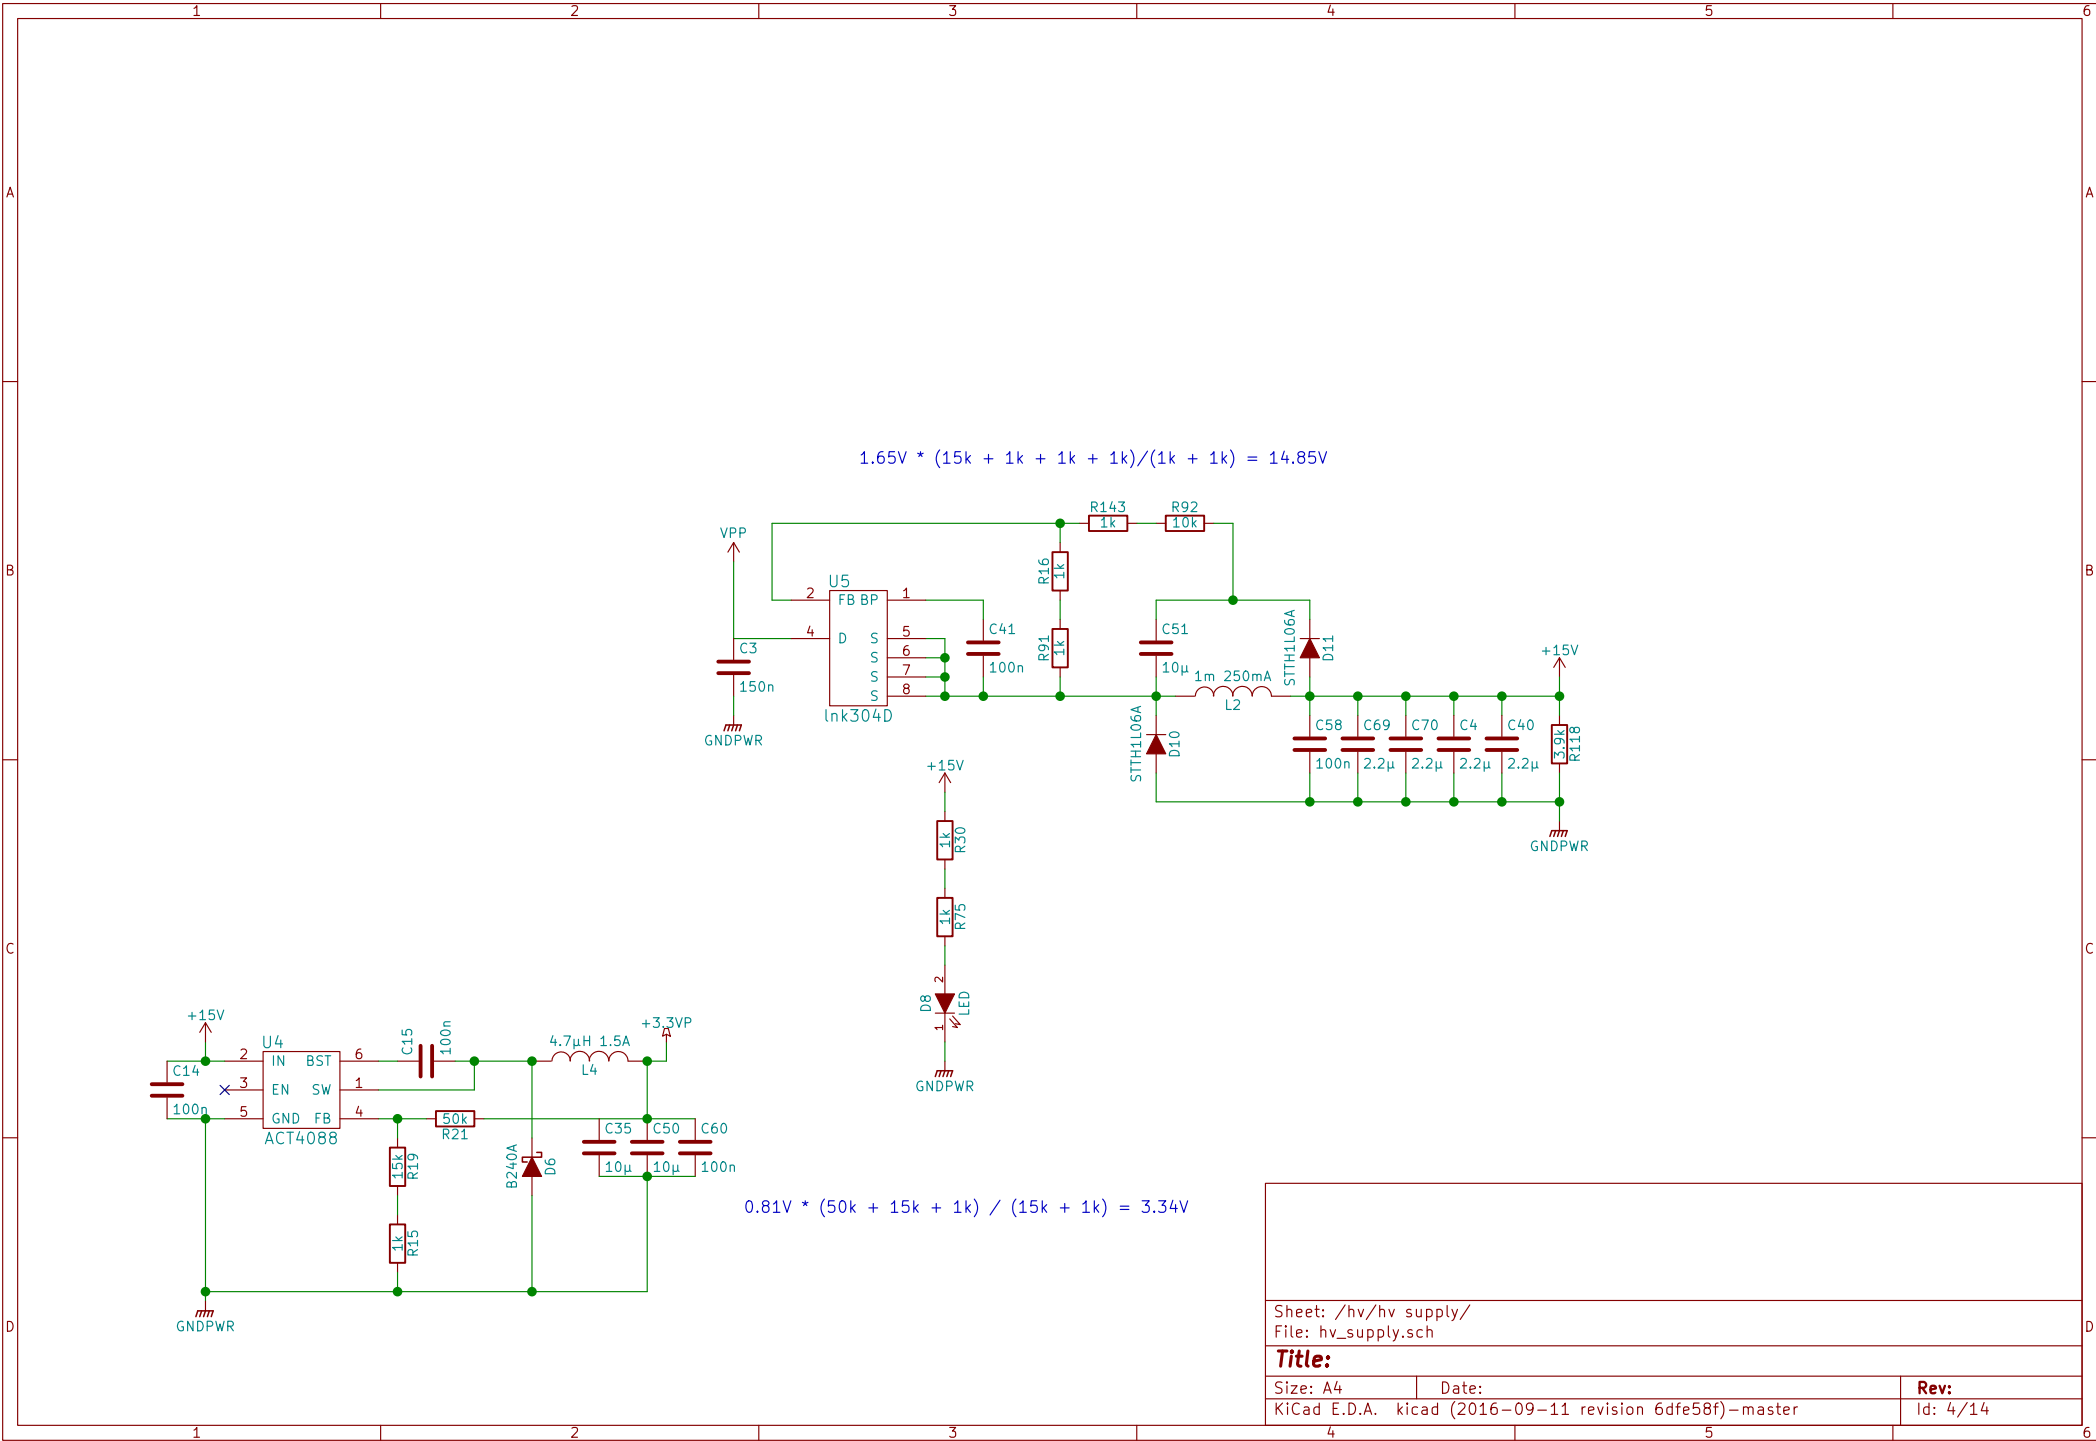 1 2 3 4 5 6
A A
B B
C C
D D
1.65V * (15k + 1k + 1k + 1k)/(1k + 1k) = 14.85V
R143
1k
R92
10k
VPP
C3
150n
GNDPWR
U5
2 FB BP 1
4 D S 5
S 6
S 7
S 8
lnk304D
C41
100n
R16
1k
R91
1k
C51
10µ
STTH1L06A
D11
1m 250mA
L2
STTH1L06A
D10
+15V
C58
100n
C69
2.2µ
C70
2.2µ
C4
2.2µ
C40
2.2µ
3.9k
R118
GNDPWR
+15V
1k
R30
1k
R75
2
D8
LED
1
GNDPWR
+15V
C14
100n
U4
2 IN BST 6
3 EN SW 1
5 GND FB 4
ACT4088
C15
100n
4.7µH 1.5A
L4
+3.3VP
50k
R21
15k
R19
1k
R15
B240A
D6
C35
10µ
C50
10µ
C60
100n
GNDPWR
0.81V * (50k + 15k + 1k) / (15k + 1k) = 3.34V
Sheet: /hv/hv supply/
File: hv_supply.sch
Title:
Size: A4 Date: Rev:
KiCad E.D.A. kicad (2016-09-11 revision 6dfe58f)-master Id: 4/14
1 2 3 4 5 6